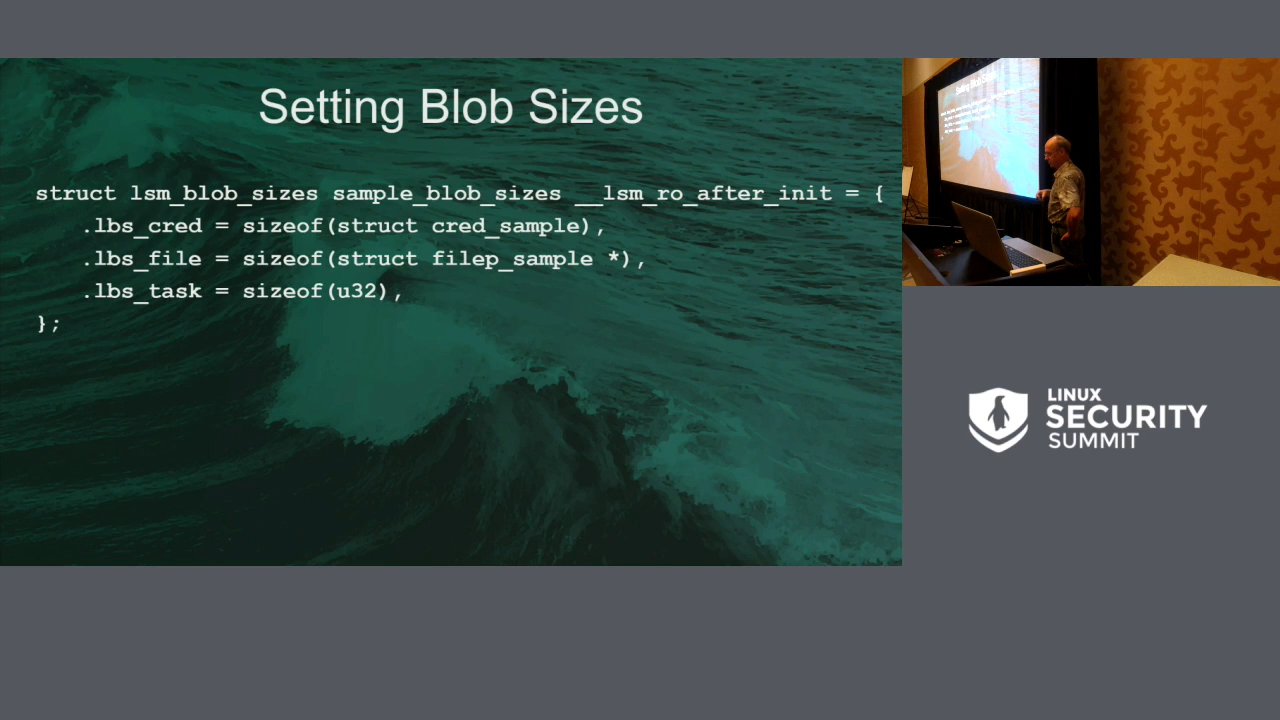 Setting Blob Sizes
struct lsm_blob_sizes sample_blob_sizes __lsm_ro_after_init = {
    .lbs_cred = sizeof(struct cred_sample),
    .lbs_file = sizeof(struct filep_sample *),
    .lbs_task = sizeof(u32),
};
LINUX
SECURITY
SUMMIT